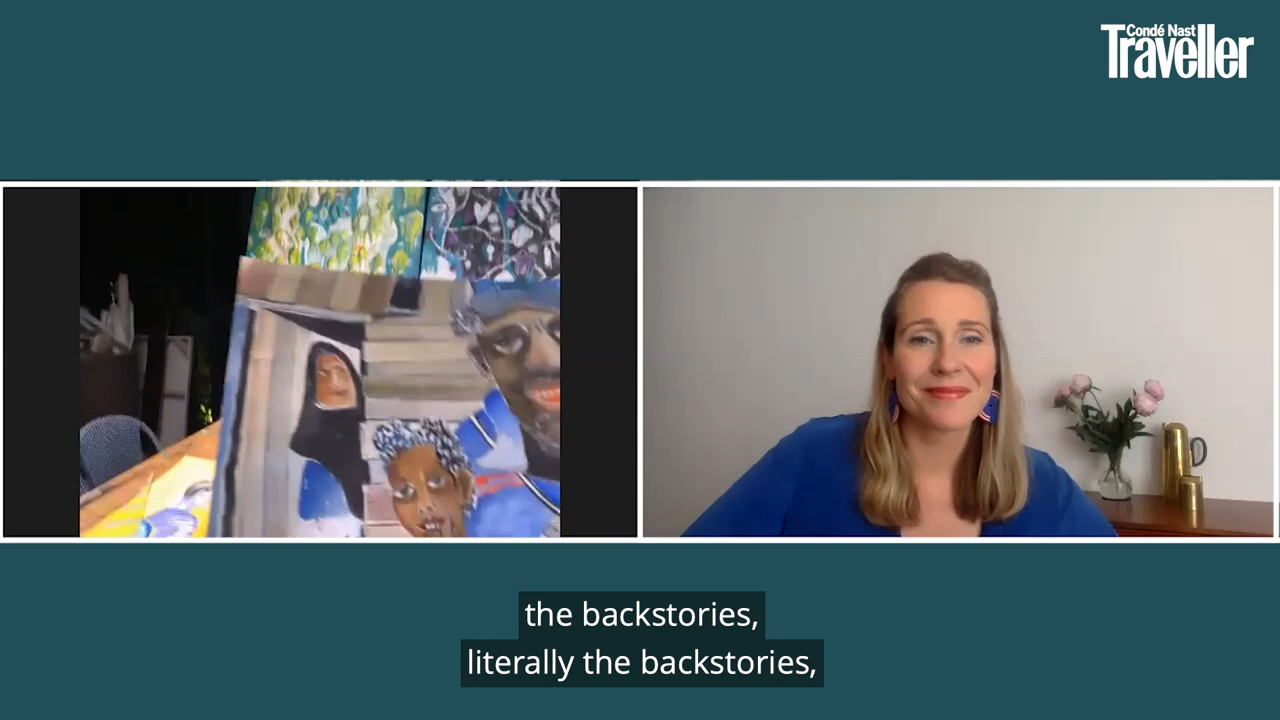 Condé Nast
Traveller
the backstories,
literally the backstories,